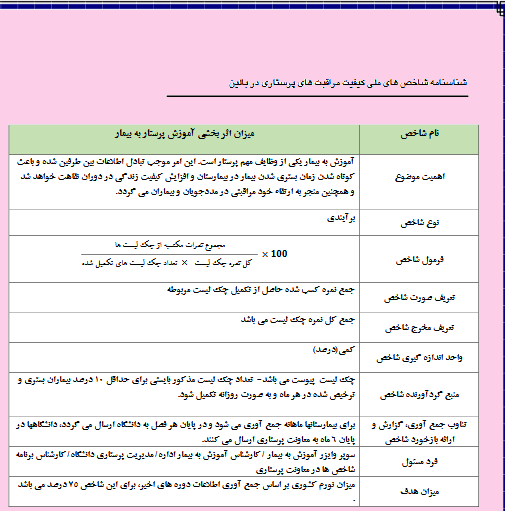 شناسنامه شاخص های ملی کیفیت مراقبت های پرستاری در بالین
نام شاخص
میزان اثر بخشی آموزش پرستار به بیمار
اهمیت موضوع
آموزش به بیمار یکی از وظایف مهم پرستار است. این امر موجب تبادل اطلاعات بین طرفین شده و باعث
کوتاه شدن زمان بستری شدن بیمار در بیمارستان و افزایش کیفیت زندگی در دوران نقاهت خواهد شد
و همچنین منجر به ارتقاء خود مراقبتی در مددجویان و بیماران می گردد.
نوع شاخص
برآیندی
فرمول شاخص
مجموع نمرات مکتسبه از چک لیست ها
کل نمره چک لیست × تعداد چک لیست های تکمیل شده
× 100
تعریف صورت شاخص
جمع نمره کسب شده حاصل از تکمیل چک لیست مربوطه
تعریف مخرج شاخص
جمع کل نمره چک لیست می باشد
واحد اندازه گیری شاخص
کمی(درصد)
منبع گردآورنده شاخص
چک لیست پیوست می باشد- تعداد چک لیست مذکور بایستی برای حداقل ۱۰ درصد بیماران بستری و
ترخیص شده در هر ماه و به صورت روزانه تکمیل شود.
تناوب جمع آوری، گزارش و
ارائه بازخورد شاخص
برای بیمارستانها ماهانه جمع آوری می شود و در پایان هر فصل به دانشگاه ارسال می گردد، دانشگاهها در
پایان ۶ ماه به معاونت پرستاری ارسال می کنند.
فرد مسئول
سوپر وایزر آموزش به بیمار / کارشناس آموزش به بیمار اداره/ مدیریت پرستاری دانشگاه/ کارشناس برنامه
شاخص ها در معاونت پرستاری
میزان هدف
میزان نورم کشوری بر اساس جمع آوری اطلاعات دوره های اخیر، برای این شاخص ۷۵ درصد می باشد
.